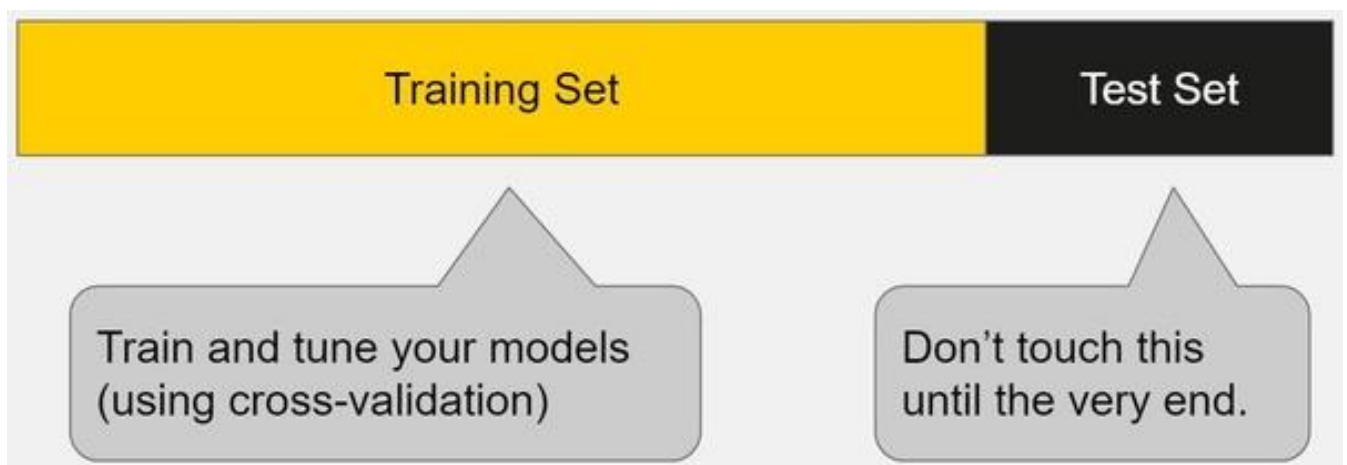 Training Set
Test Set
Train and tune your models
(using cross-validation)
Don’t touch this
until the very end.